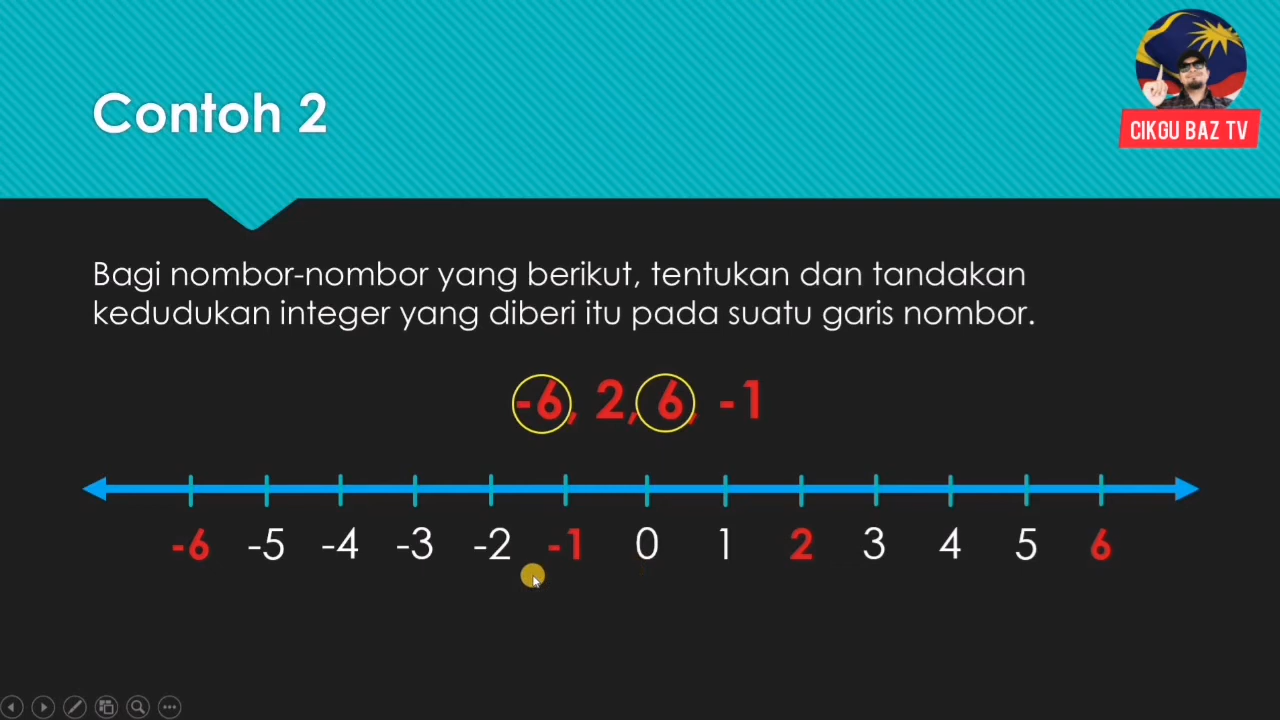 Contoh 2
CIKGU BAZ TV
Bagi nombor-nombor yang berikut, tentukan dan tandakan
kedudukan integer yang diberi itu pada suatu garis nombor.
-6, 2, 6, -1
-6 -5 -4 -3 -2 -1 0 1 2 3 4 5 6